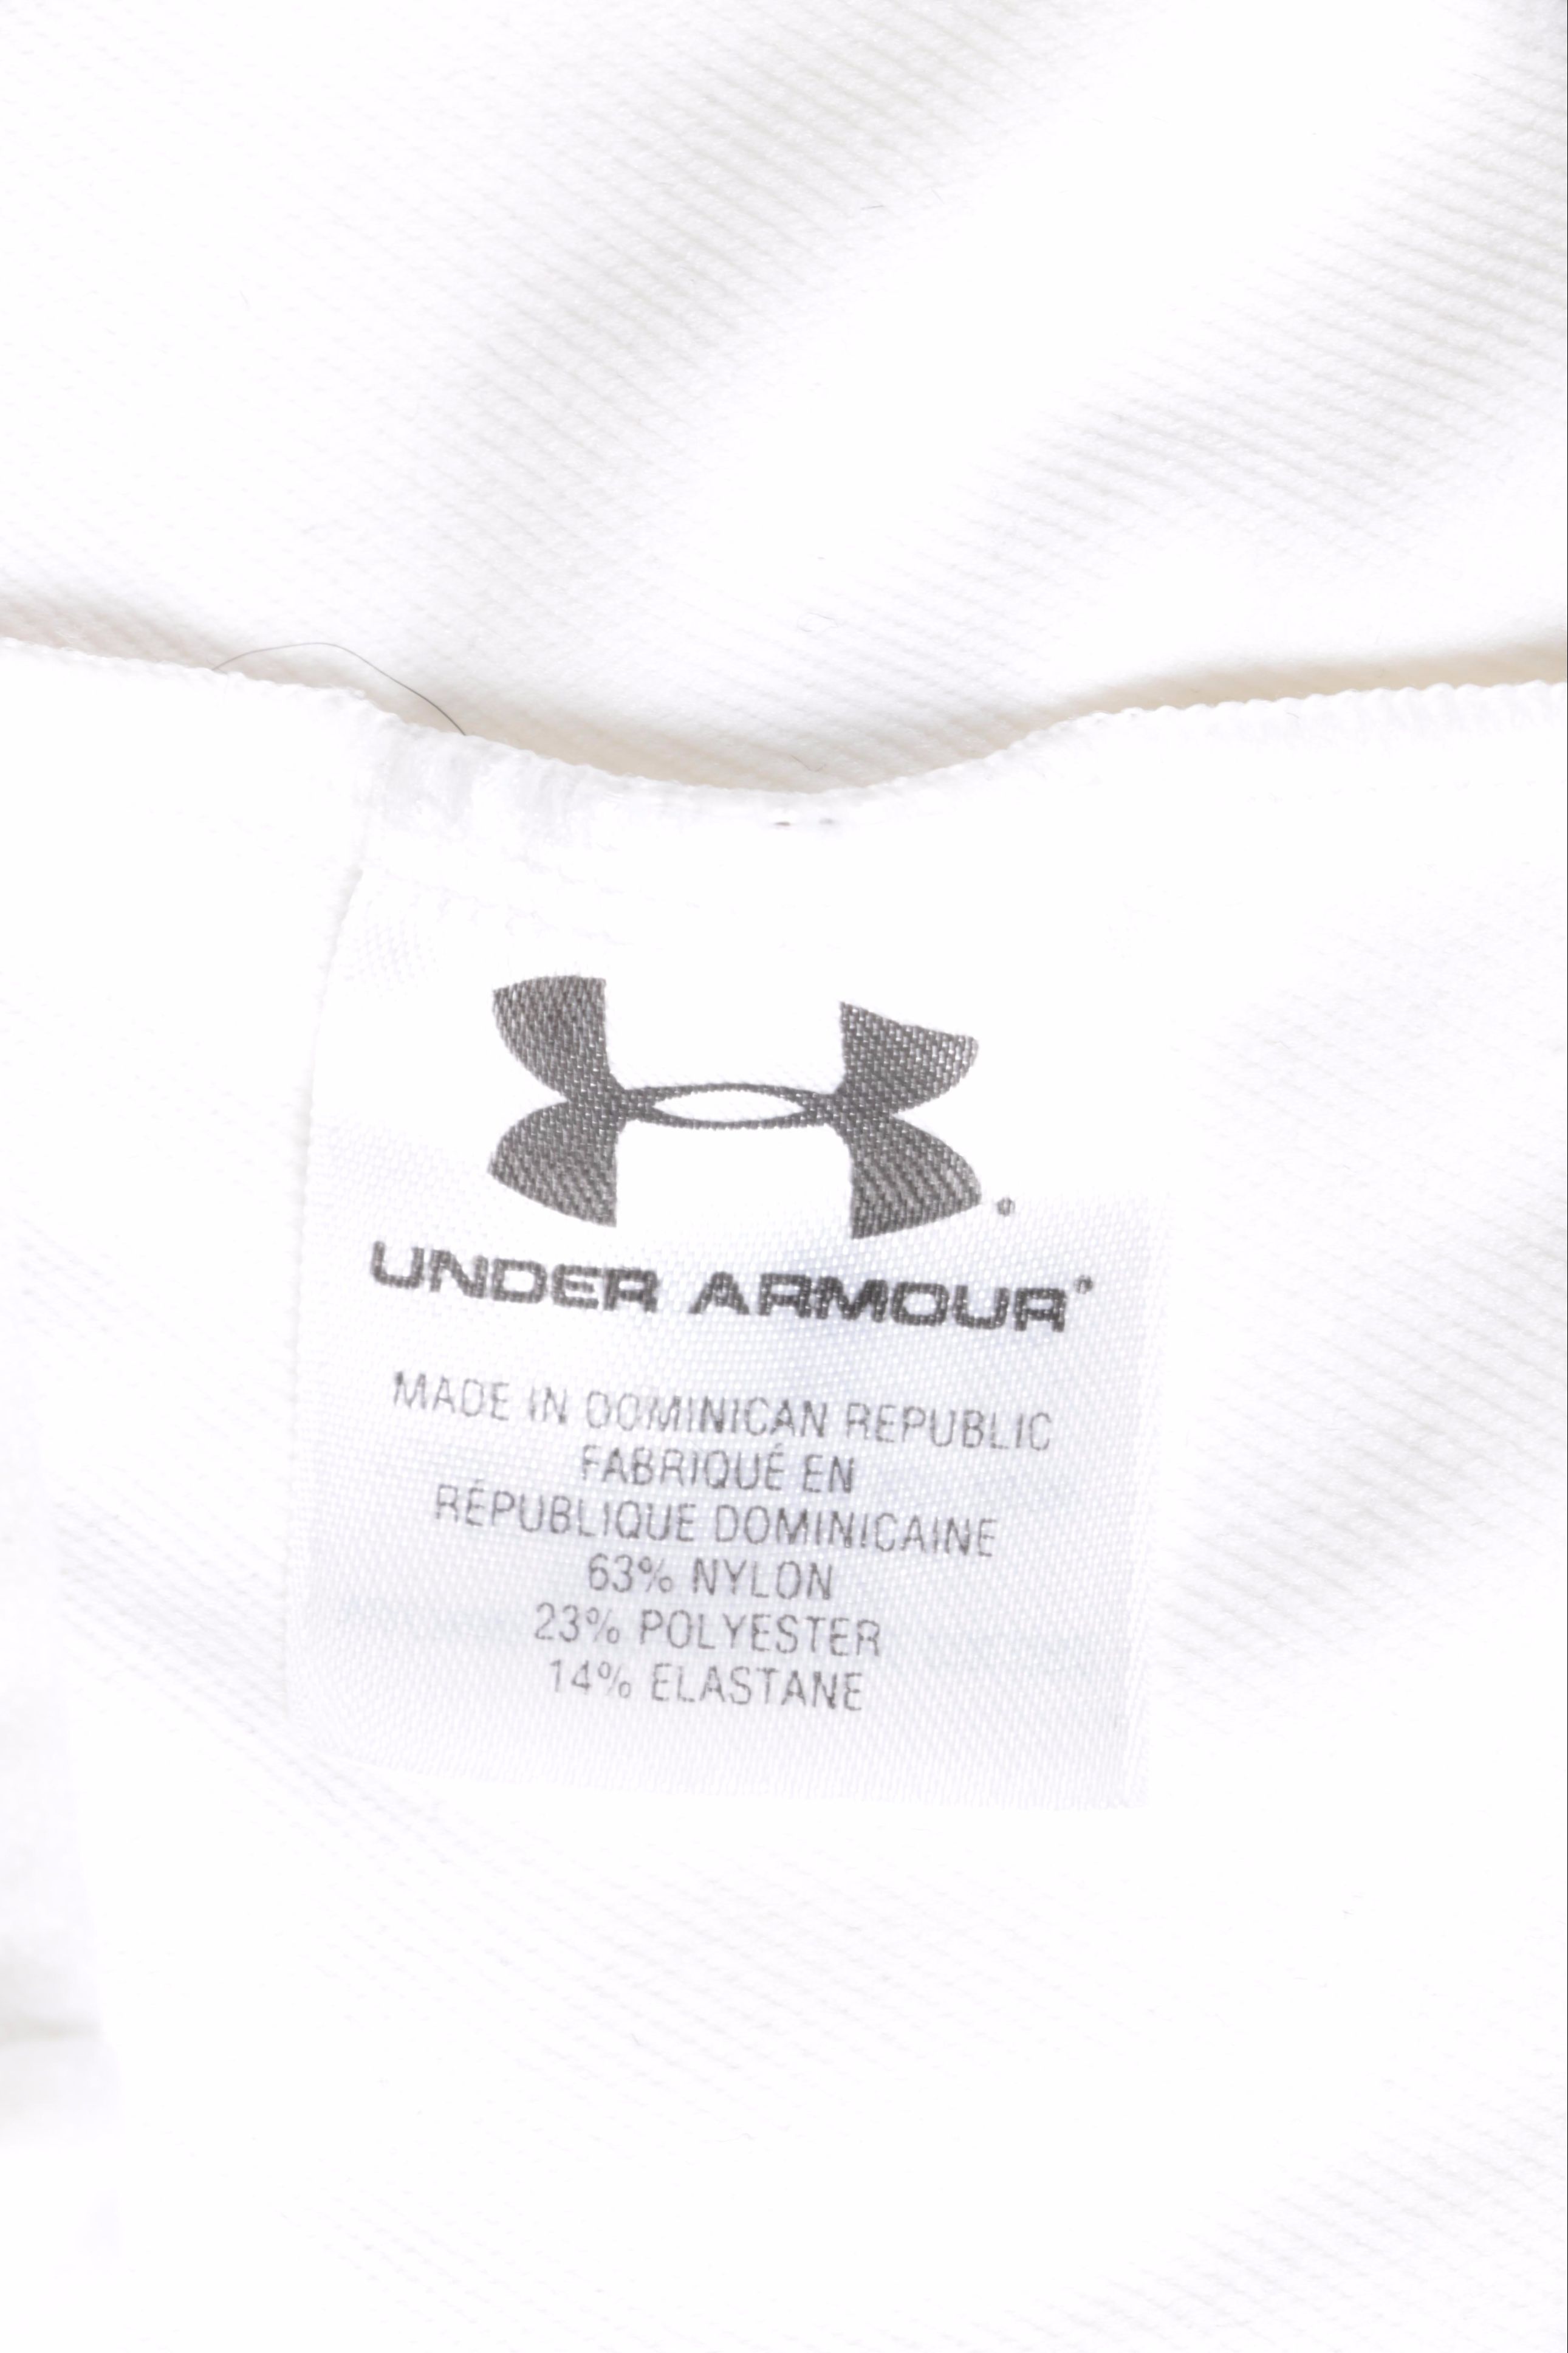 UNDER ARMOUR
MADE IN DOMINICAN REPUBLIC
FABRIQUÉ EN
RÉPUBLIQUE DOMINICAINE
63% NYLON
23% POLYESTER
14% ELASTANE